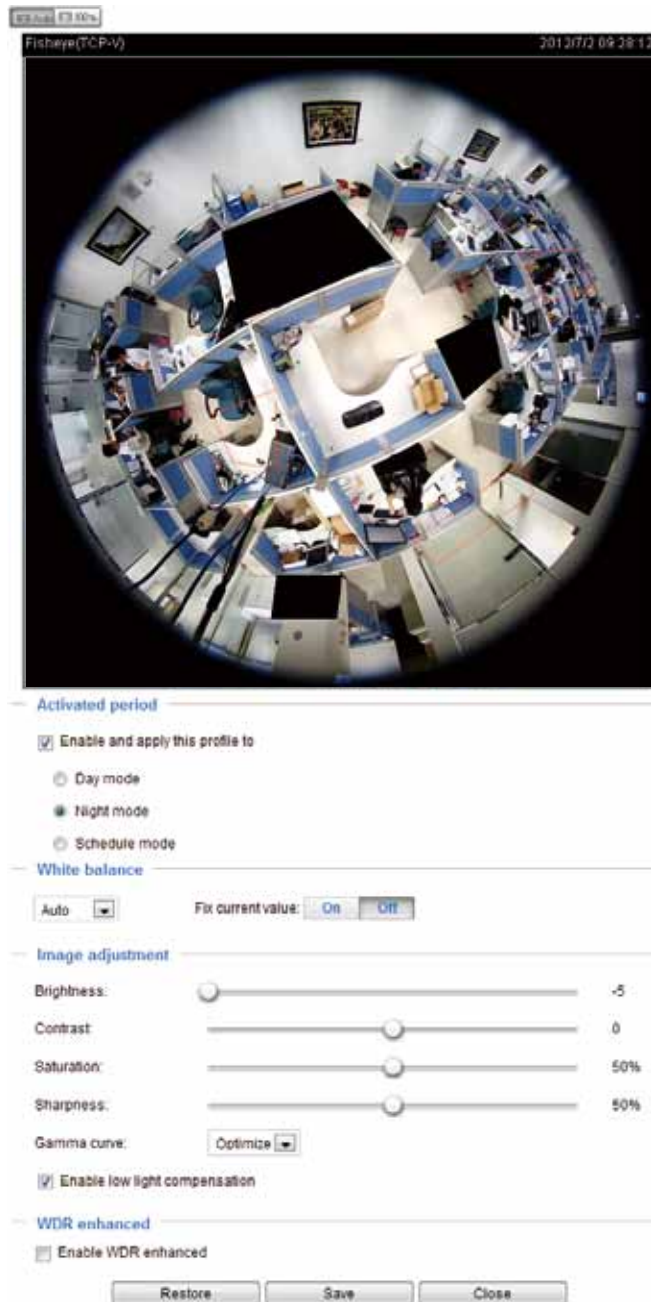 Auto 100%
Fisheye(TCP-V) 2012/7/2 09:28:12
Activated period
Enable and apply this profile to
Day mode
Night mode
Schedule mode
White balance
Auto Fix current value: On Off
Image adjustment
Brightness: -5
Contrast: 0
Saturation: 50%
Sharpness: 50%
Gamma curve: Optimize
Enable low light compensation
WDR enhanced
Enable WDR enhanced
Restore Save Close